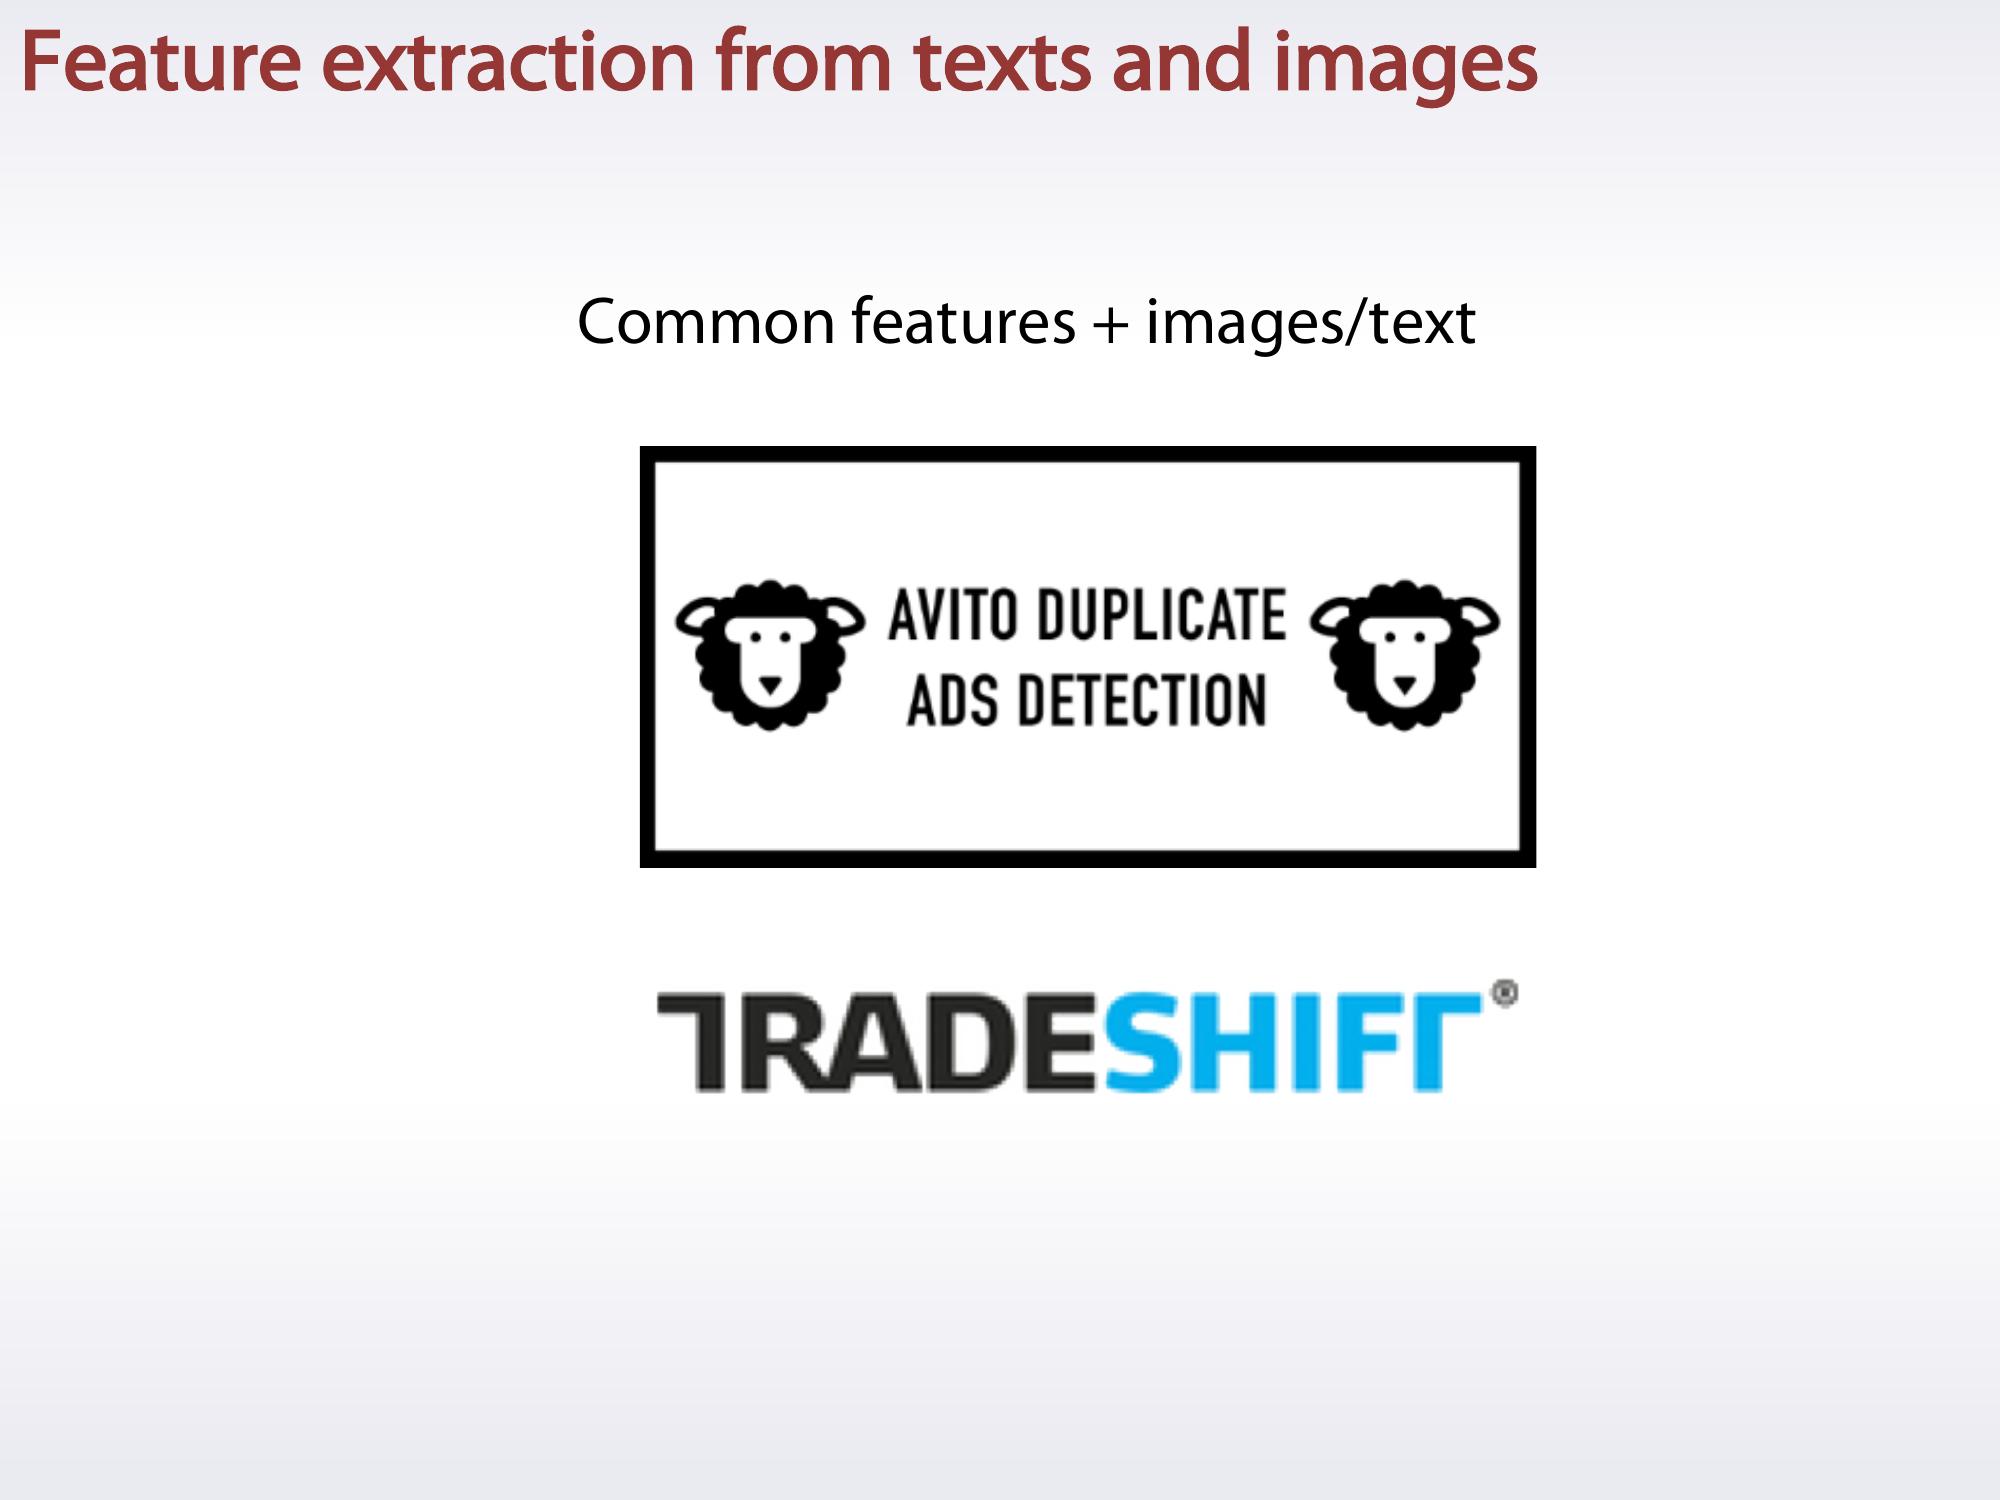 Feature extraction from texts and images
Common features + images/text
AVITO DUPLICATE
ADS DETECTION
TRADESHIFT®